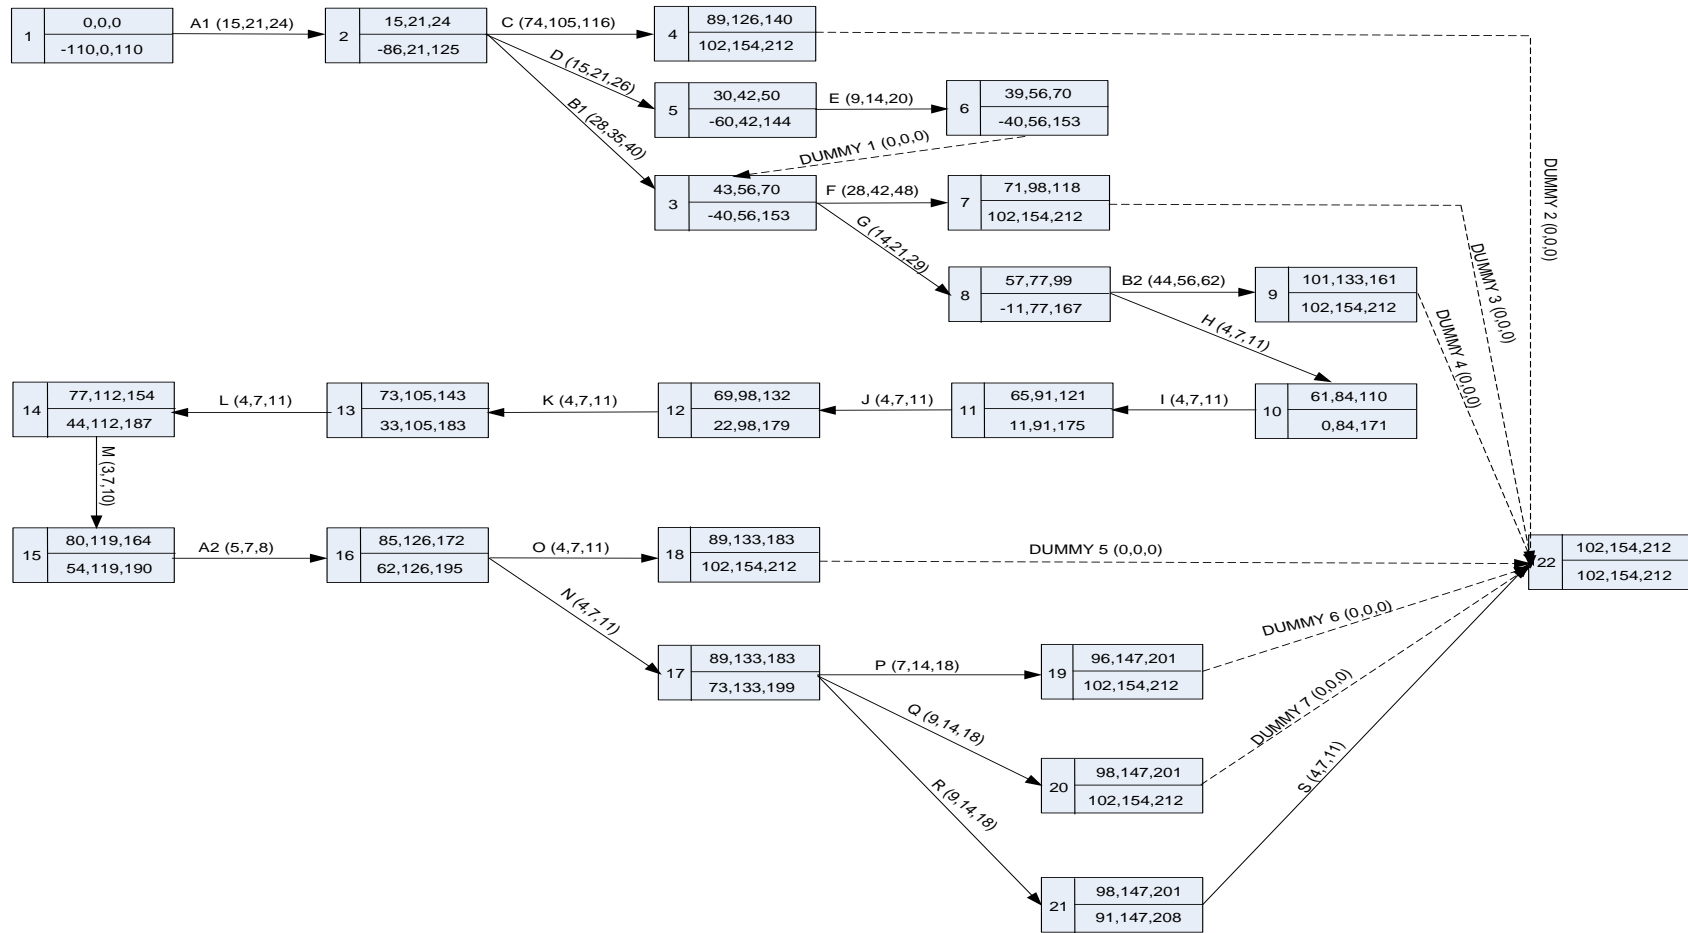 1
0,0,0
-110,0,110
A1 (15,21,24)
2
15,21,24
-86,21,125
C (74,105,116)
4
89,126,140
102,154,212
D (15,21,26)
B1 (28,35,40)
5
30,42,50
-60,42,144
E (9,14,20)
6
39,56,70
-40,56,153
DUMMY 1 (0,0,0)
DUMMY 2 (0,0,0)
3
43,56,70
-40,56,153
F (28,42,48)
7
71,98,118
102,154,212
G (14,21,29)
DUMMY 3 (0,0,0)
8
57,77,99
-11,77,167
B2 (44,56,62)
9
101,133,161
102,154,212
H (4,7,11)
DUMMY 4 (0,0,0)
14
77,112,154
44,112,187
L (4,7,11)
13
73,105,143
33,105,183
K (4,7,11)
12
69,98,132
22,98,179
J (4,7,11)
11
65,91,121
11,91,175
I (4,7,11)
10
61,84,110
0,84,171
M (3,7,10)
15
80,119,164
54,119,190
A2 (5,7,8)
16
85,126,172
62,126,195
O (4,7,11)
18
89,133,183
102,154,212
DUMMY 5 (0,0,0)
22
102,154,212
102,154,212
N (4,7,11)
DUMMY 6 (0,0,0)
17
89,133,183
73,133,199
P (7,14,18)
19
96,147,201
102,154,212
Q (9,14,18)
DUMMY 7 (0,0,0)
20
98,147,201
102,154,212
R (9,14,18)
S (4,7,11)
21
98,147,201
91,147,208